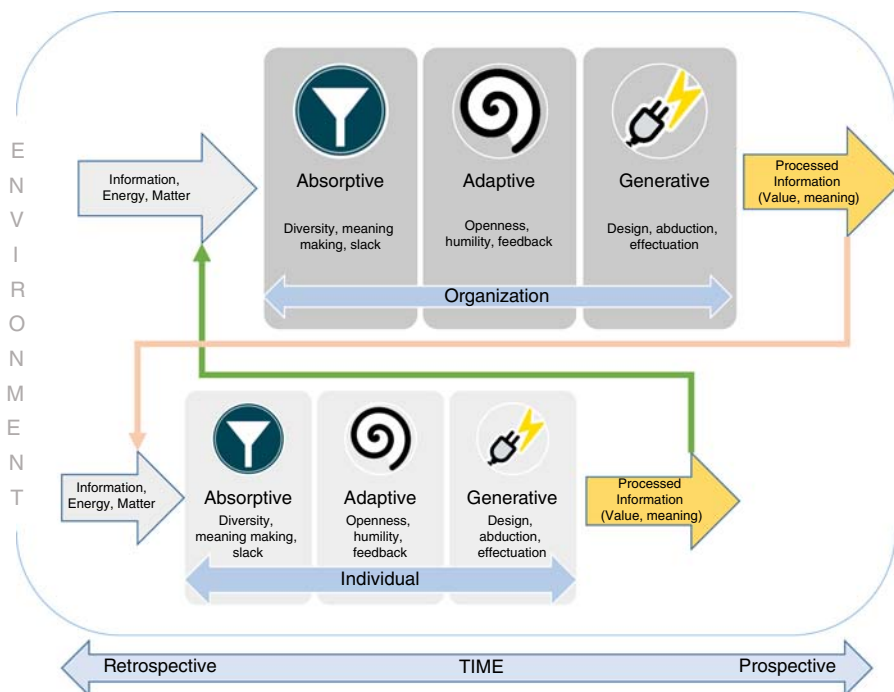 ENVIRONMENT
Information,
Energy, Matter
Absorptive
Diversity, meaning
making, slack
Adaptive
Openness,
humility, feedback
Generative
Design, abduction,
effectuation
Organization
Processed
Information
(Value, meaning)
Information,
Energy, Matter
Absorptive
Diversity,
meaning making,
slack
Adaptive
Openness,
humility,
feedback
Generative
Design,
abduction,
effectuation
Individual
Processed
Information
(Value, meaning)
Retrospective
TIME
Prospective